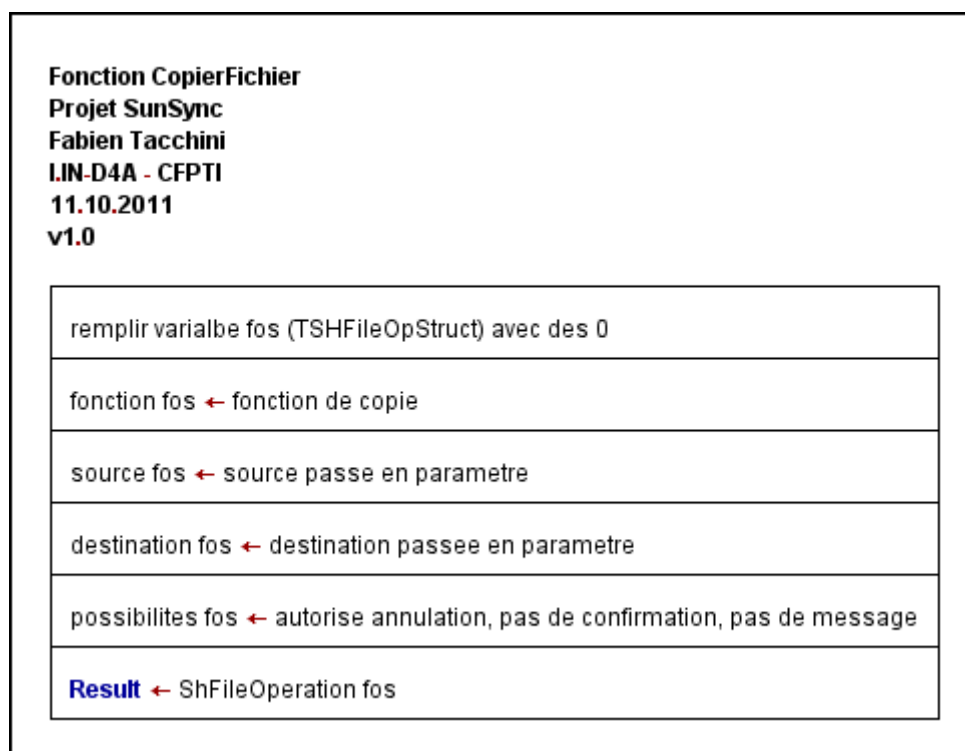 Fonction CopierFichier
Projet SunSync
Fabien Tacchini
I.IN-D4A - CFPTI
11.10.2011
v1.0
remplir varialbe fos (TSHFileOpStruct) avec des 0
fonction fos ← fonction de copie
source fos ← source passe en parametre
destination fos ← destination passee en parametre
possibilites fos ← autorise annulation, pas de confirmation, pas de message
Result ← ShFileOperation fos